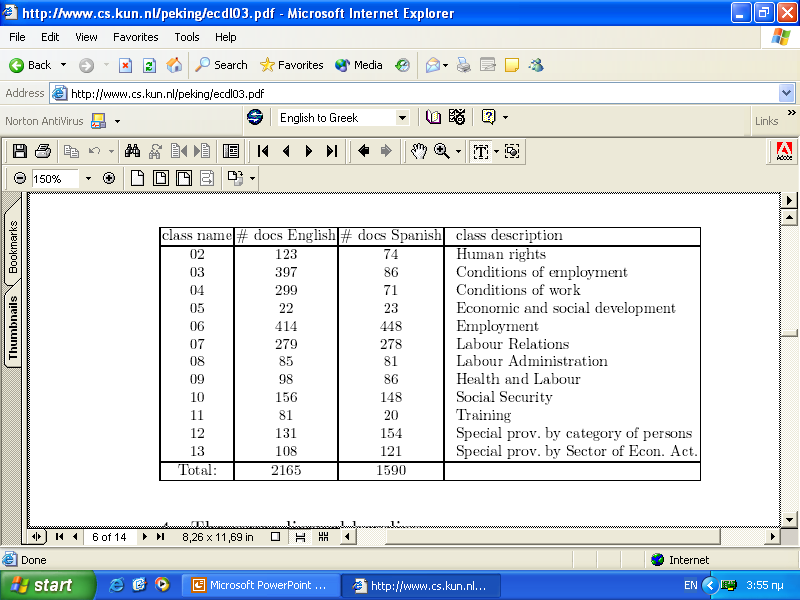 http://www.cs.kun.nl/peking/ecdl03.pdf - Microsoft Internet Explorer
File Edit View Favorites Tools Help
Back Search Favorites Media
Address http://www.cs.kun.nl/peking/ecdl03.pdf
Norton AntiVirus English to Greek Links »
150% Adobe
Bookmarks
Thumbnails
class name # docs English # docs Spanish class description
02 123 74 Human rights
03 397 86 Conditions of employment
04 299 71 Conditions of work
05 22 23 Economic and social development
06 414 448 Employment
07 279 278 Labour Relations
08 85 81 Labour Administration
09 98 86 Health and Labour
10 156 148 Social Security
11 81 20 Training
12 131 154 Special prov. by category of persons
13 108 121 Special prov. by Sector of Econ. Act.
Total: 2165 1590
6 of 14 8,26 x 11,69 in
Done Internet
start Microsoft PowerPoint ... http://www.cs.kun.nl... EN 3:55 πμ